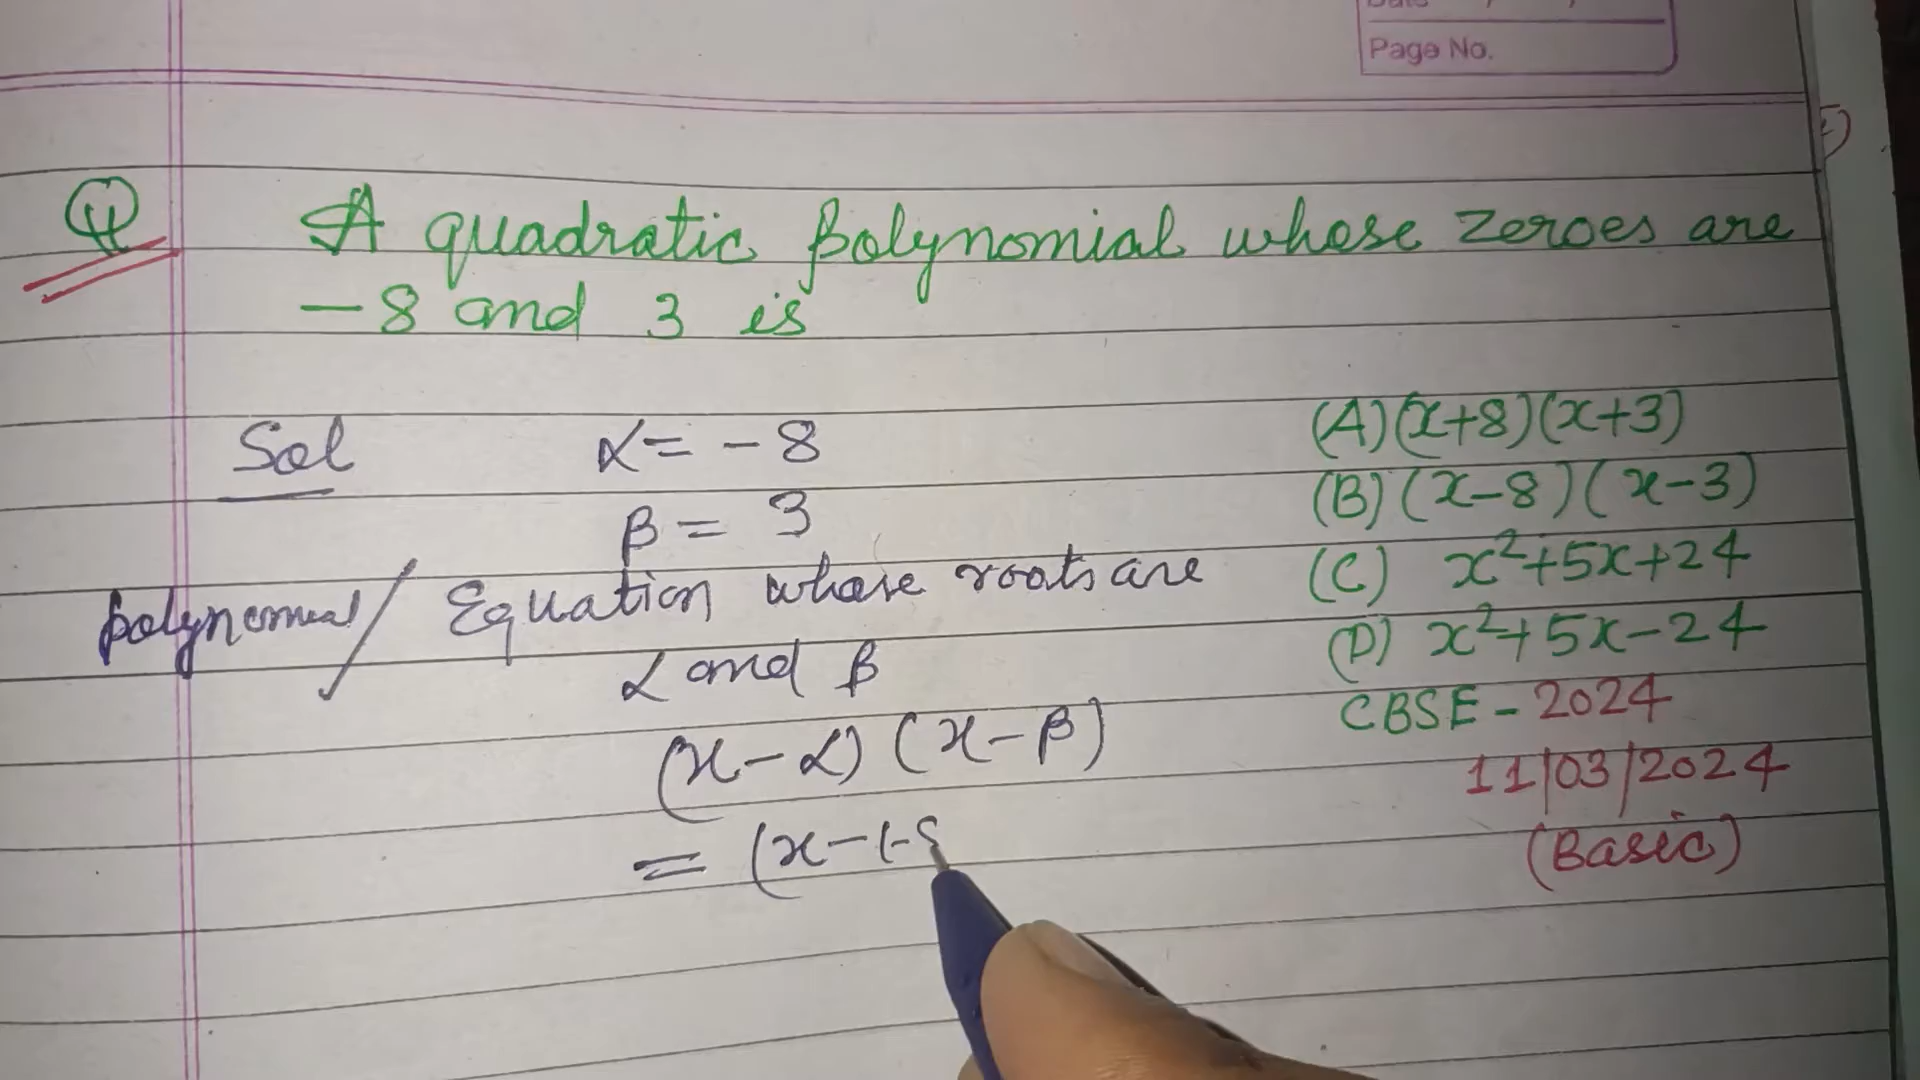 Page No.
Q
A quadratic polynomial whose zeroes are
-8 and 3 is
Sol
α = -8
β = 3
polynomial / Equation whose roots are
α and β
(x-α) (x-β)
= (x-(-8
(A) (x+8)(x+3)
(B) (x-8) (x-3)
(C) x²+5x+24
(D) x²+5x-24
CBSE - 2024
11/03/2024
(Basic)